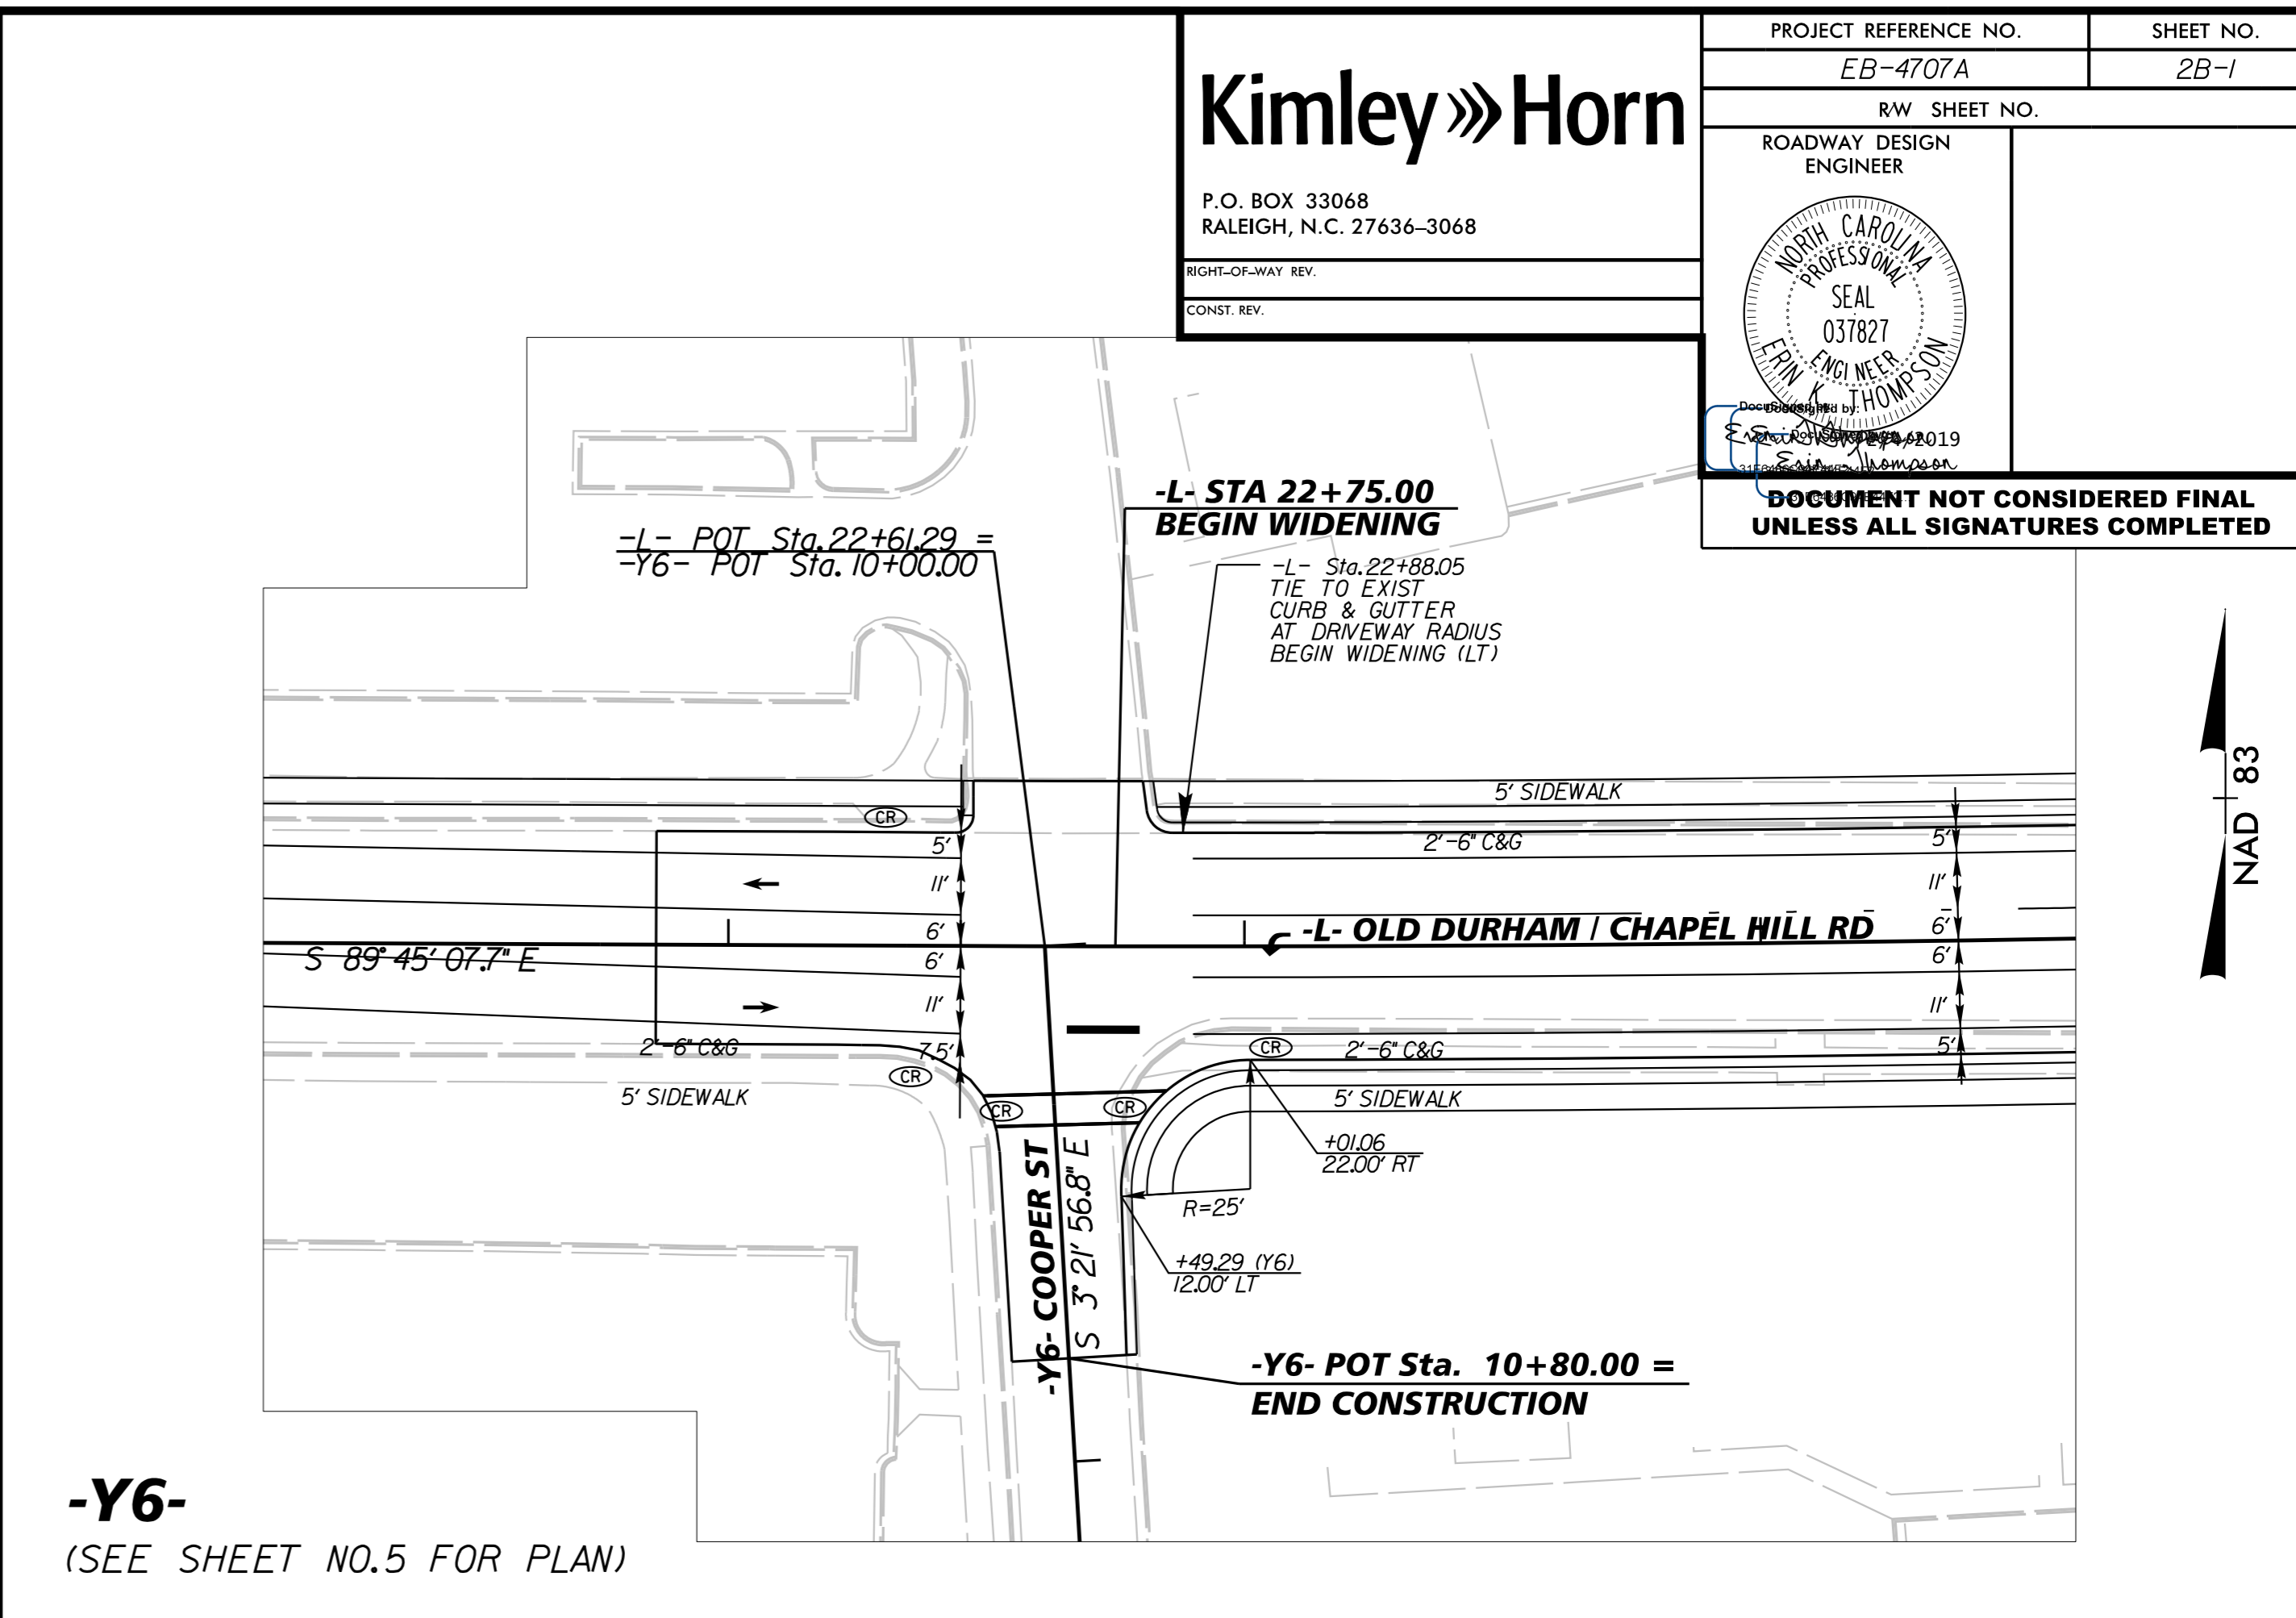 Kimley»Horn
P.O. BOX 33068
RALEIGH, N.C. 27636–3068
RIGHT–OF–WAY REV.
CONST. REV.
PROJECT REFERENCE NO.
SHEET NO.
EB-4707A
2B-1
R/W SHEET NO.
ROADWAY DESIGN
ENGINEER
NORTH CAROLINA
PROFESSIONAL
SEAL
037827
ENGINEER
ERIN K. THOMPSON
DocuSigned by:
DOCUMENT NOT CONSIDERED FINAL
UNLESS ALL SIGNATURES COMPLETED
-L- STA 22+75.00
BEGIN WIDENING
-L- POT Sta. 22+61.29 =
-Y6- POT Sta. 10+00.00
-L- Sta. 22+88.05
TIE TO EXIST
CURB & GUTTER
AT DRIVEWAY RADIUS
BEGIN WIDENING (LT)
NAD 83
5' SIDEWALK
CR
2'-6" C&G
5'
5'
11'
11'
6'
6'
-L- OLD DURHAM / CHAPEL HILL RD
S 89° 45' 07.7" E
6'
6'
11'
11'
2'-6" C&G
7.5'
CR
2'-6" C&G
5'
CR
5' SIDEWALK
CR
CR
5' SIDEWALK
+01.06
22.00' RT
R=25'
+49.29 (Y6)
12.00' LT
-Y6- COOPER ST
S 3° 21' 56.8" E
-Y6- POT Sta. 10+80.00 =
END CONSTRUCTION
-Y6-
(SEE SHEET NO. 5 FOR PLAN)